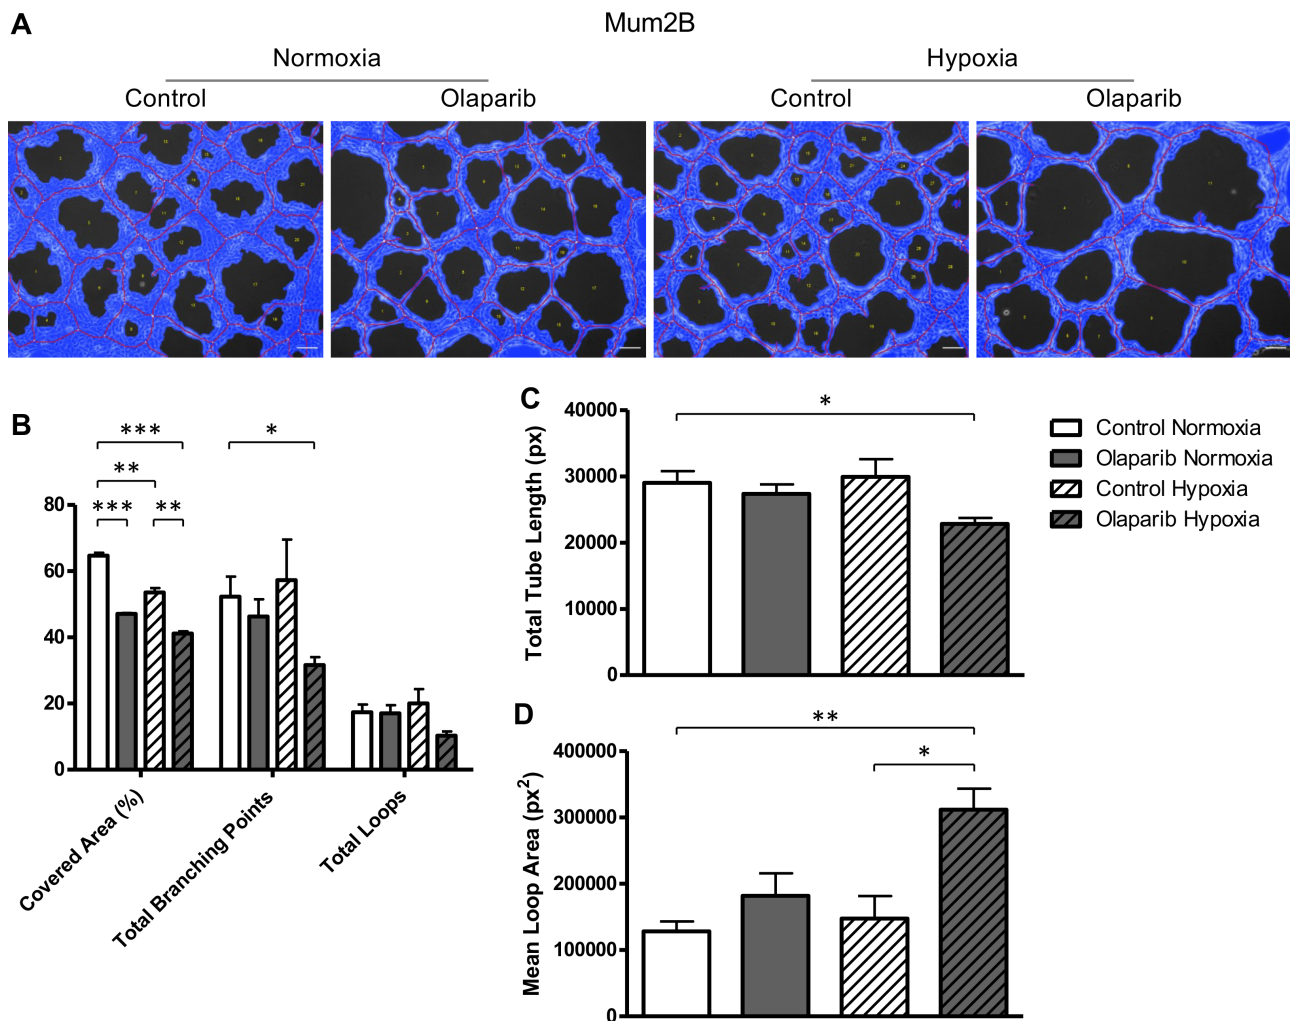 A
Mum2B
Normoxia
Hypoxia
Control
Olaparib
Control
Olaparib
B
***
*
**
*** **
80
60
40
20
0
Covered Area (%)
Total Branching Points
Total Loops
C
*
Total Tube Length (px)
40000
30000
20000
10000
0
Control Normoxia
Olaparib Normoxia
Control Hypoxia
Olaparib Hypoxia
D
**
*
Mean Loop Area (px²)
400000
300000
200000
100000
0